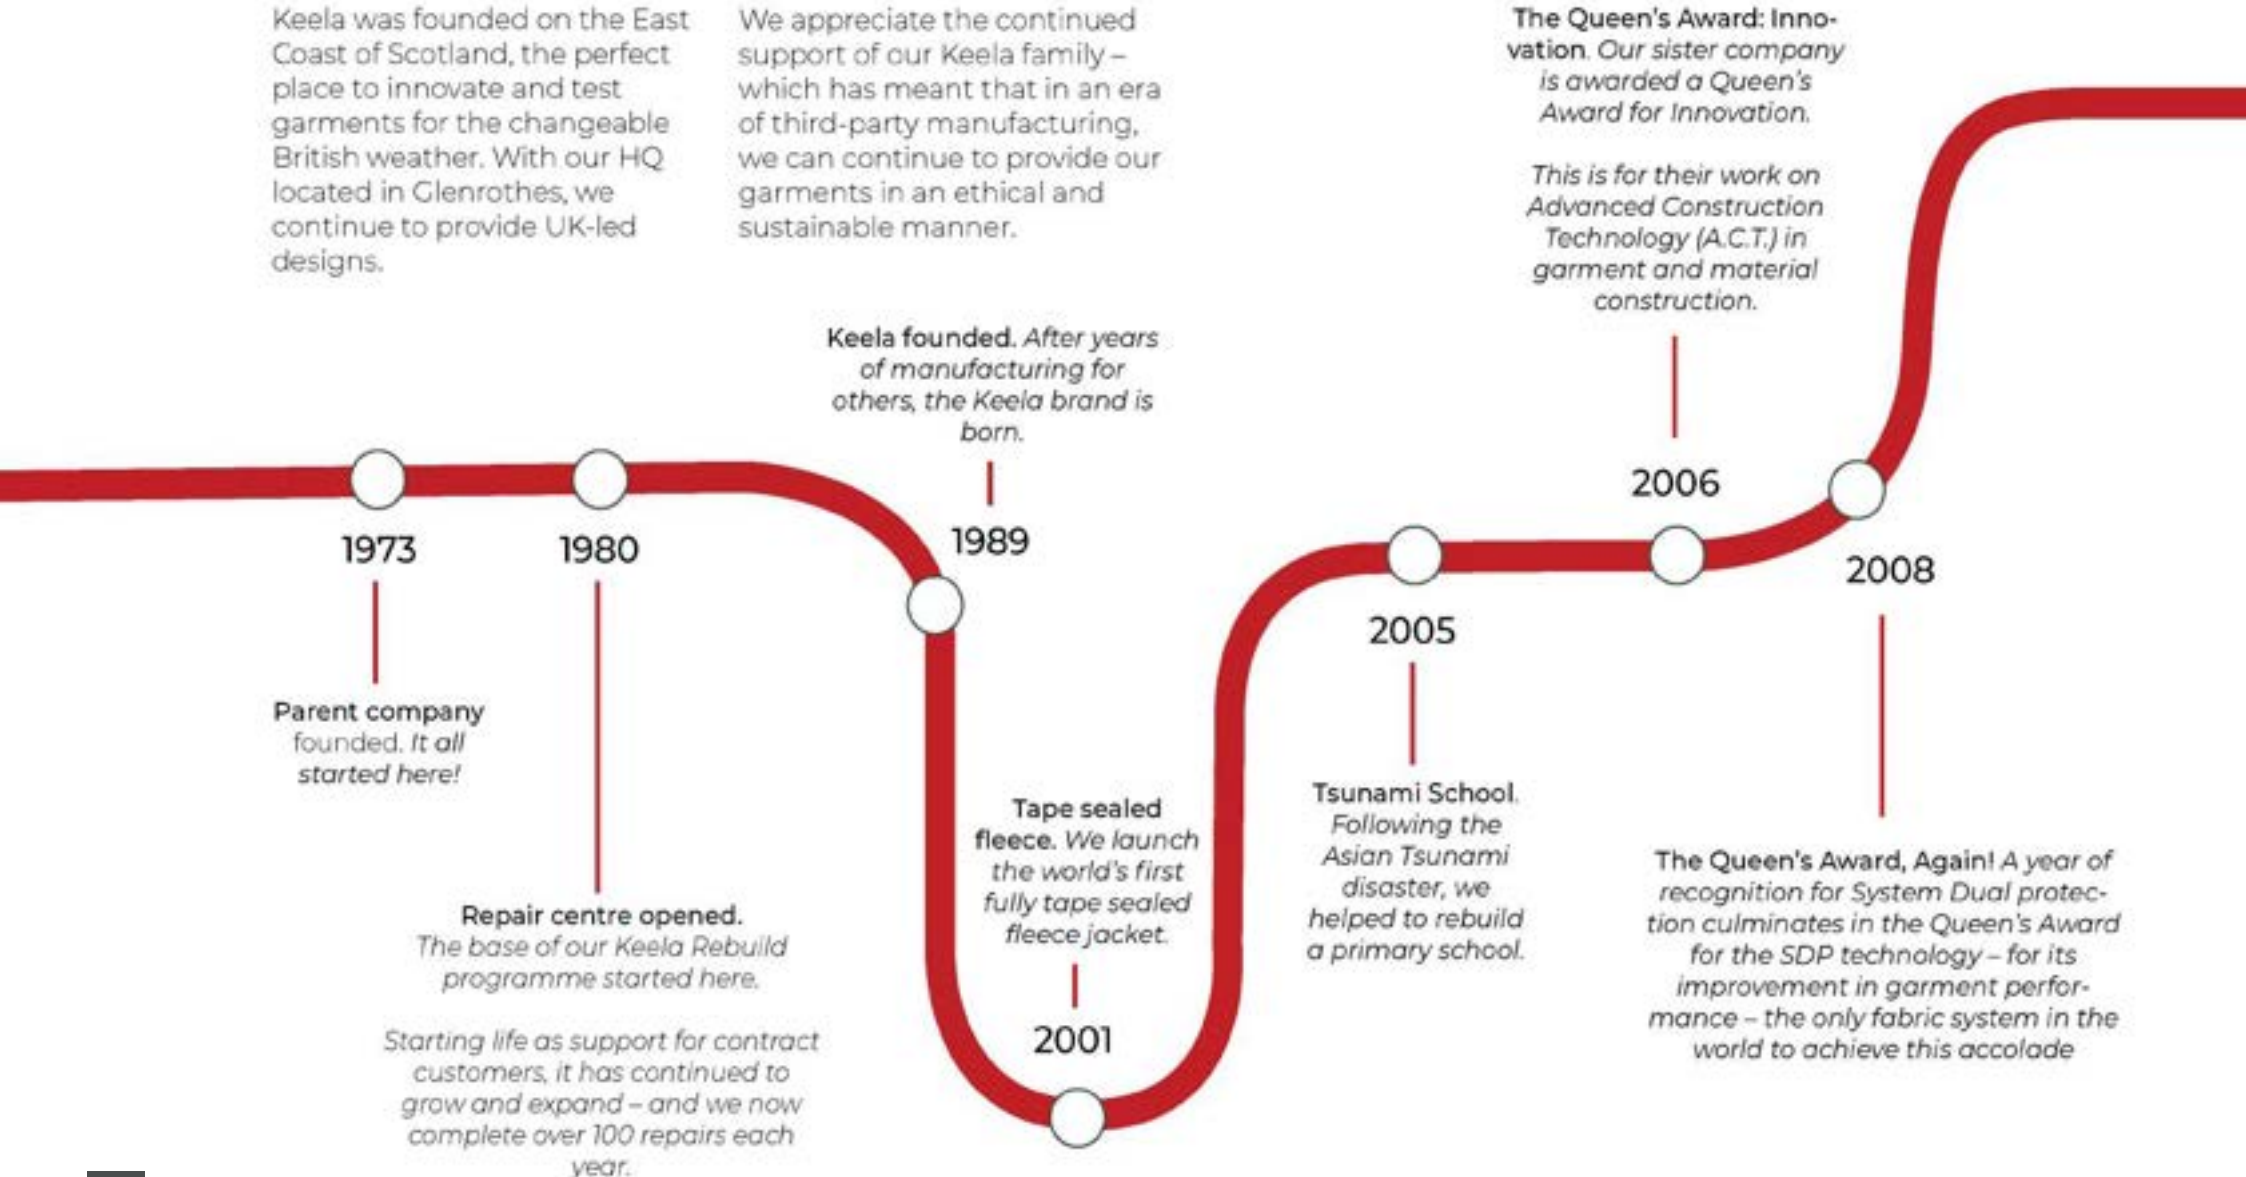 Keela was founded on the East
Coast of Scotland, the perfect
place to innovate and test
garments for the changeable
British weather. With our HQ
located in Glenrothes, we
continue to provide UK-led
designs.
We appreciate the continued
support of our Keela family –
which has meant that in an era
of third-party manufacturing,
we can continue to provide our
garments in an ethical and
sustainable manner.
1973
Parent company
founded. It all
started here!
1980
Repair centre opened.
The base of our Keela Rebuild
programme started here.
Starting life as support for contract
customers, it has continued to
grow and expand – and we now
complete over 100 repairs each
year.
Keela founded. After years
of manufacturing for
others, the Keela brand is
born.
1989
Tape sealed
fleece. We launch
the world's first
fully tape sealed
fleece jacket.
2001
2005
Tsunami School.
Following the
Asian Tsunami
disaster, we
helped to rebuild
a primary school.
The Queen's Award: Inno-
vation. Our sister company
is awarded a Queen's
Award for Innovation.
This is for their work on
Advanced Construction
Technology (A.C.T.) in
garment and material
construction.
2006
2008
The Queen's Award, Again! A year of
recognition for System Dual protec-
tion culminates in the Queen's Award
for the SDP technology – for its
improvement in garment perfor-
mance – the only fabric system in the
world to achieve this accolade